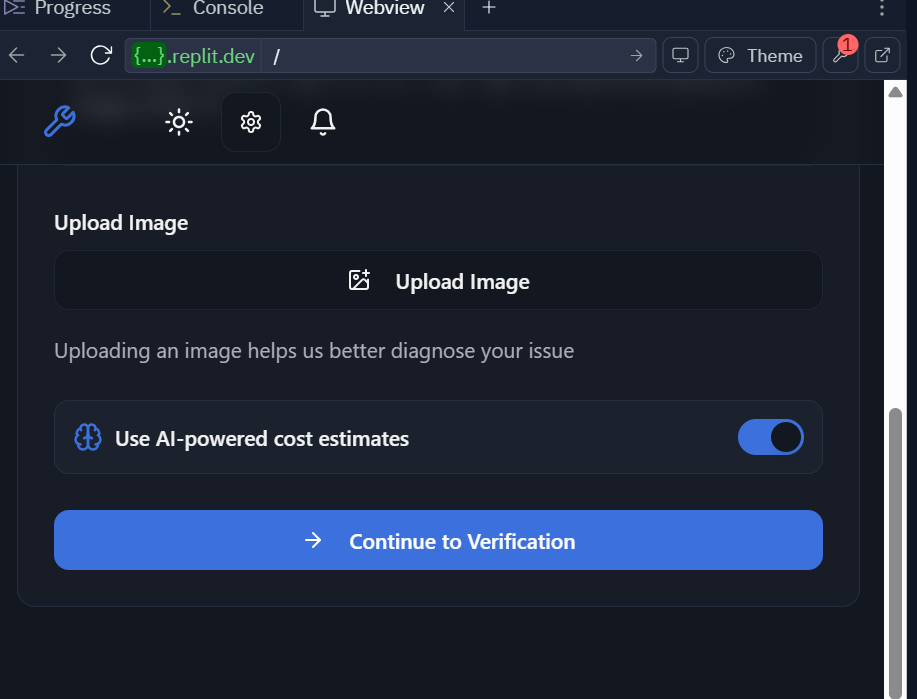 Progress
Console
Webview
{...}.replit.dev /
Theme
1
Upload Image
Upload Image
Uploading an image helps us better diagnose your issue
Use AI-powered cost estimates
Continue to Verification